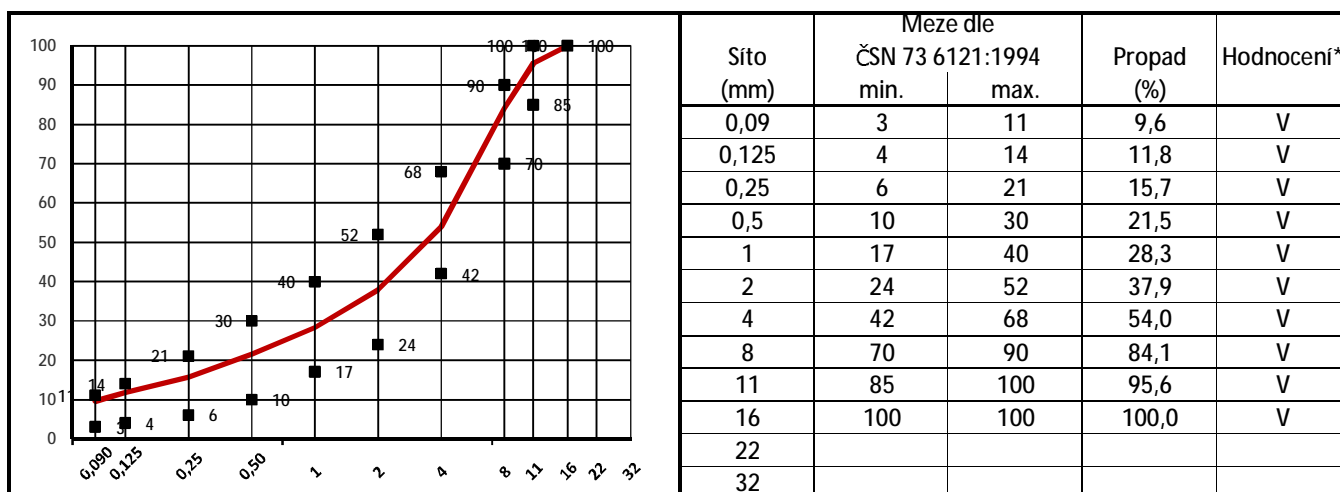 100
90
80
70
60
50
40
30
20
10
0
11 14 21 30 40 52 68 90 100 100 100
3 4 6 10 17 24 42 70 85
0,090 0,125 0,25 0,50 1 2 4 8 11 16 22 32
Meze dle
Síto ČSN 73 6121:1994 Propad Hodnocení*
(mm) min. max. (%)
0,09 3 11 9,6 V
0,125 4 14 11,8 V
0,25 6 21 15,7 V
0,5 10 30 21,5 V
1 17 40 28,3 V
2 24 52 37,9 V
4 42 68 54,0 V
8 70 90 84,1 V
11 85 100 95,6 V
16 100 100 100,0 V
22
32